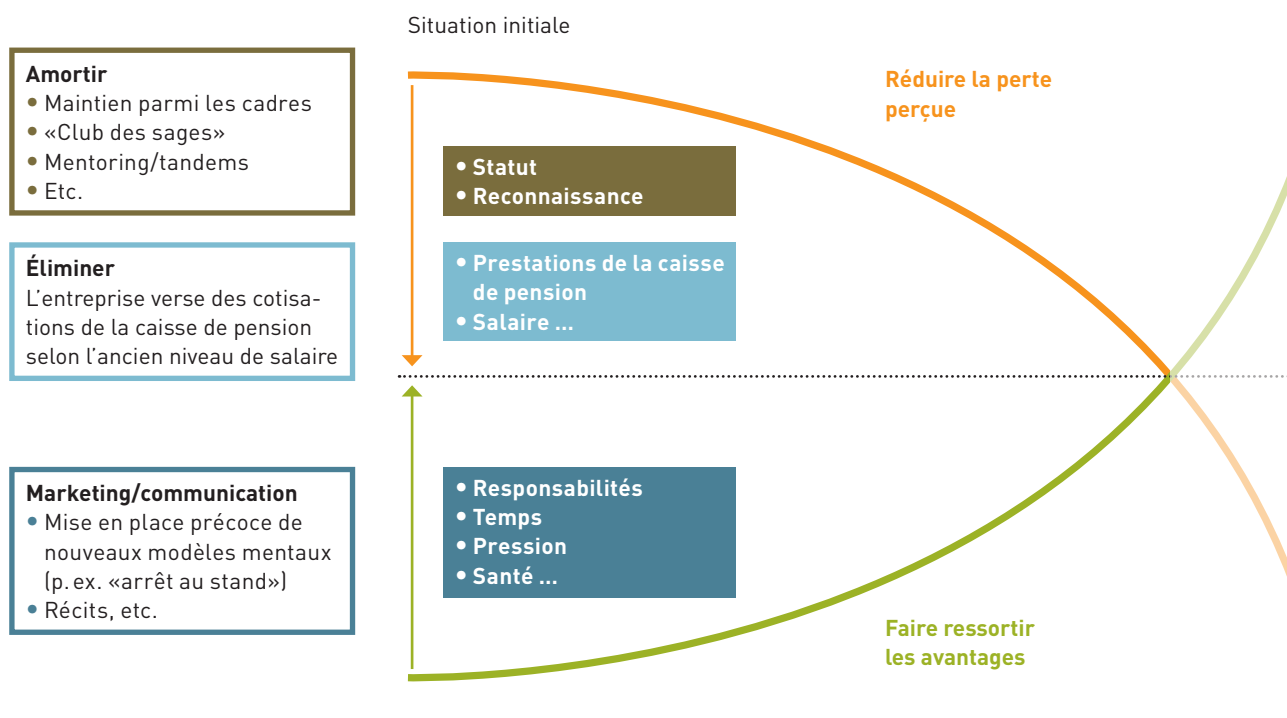 Situation initiale
Amortir
• Maintien parmi les cadres
• «Club des sages»
• Mentoring/tandems
• Etc.
Réduire la perte
perçue
• Statut
• Reconnaissance
Éliminer
L’entreprise verse des cotisa-
tions de la caisse de pension
selon l’ancien niveau de salaire
• Prestations de la caisse
de pension
• Salaire ...
Marketing/communication
• Mise en place précoce de
nouveaux modèles mentaux
(p. ex. «arrêt au stand»)
• Récits, etc.
• Responsabilités
• Temps
• Pression
• Santé ...
Faire ressortir
les avantages